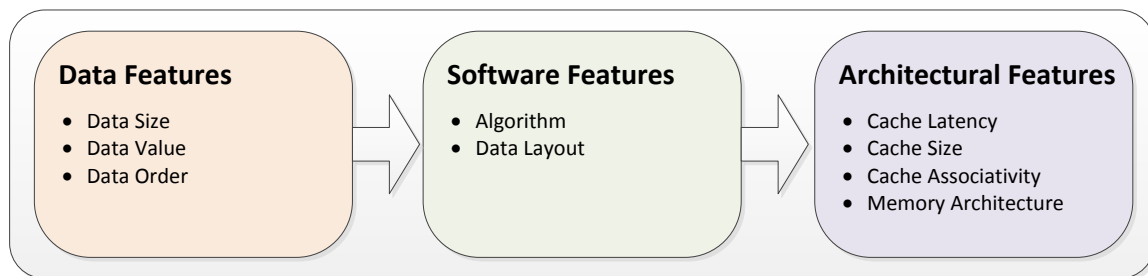 Data Features
• Data Size
• Data Value
• Data Order
Software Features
• Algorithm
• Data Layout
Architectural Features
• Cache Latency
• Cache Size
• Cache Associativity
• Memory Architecture